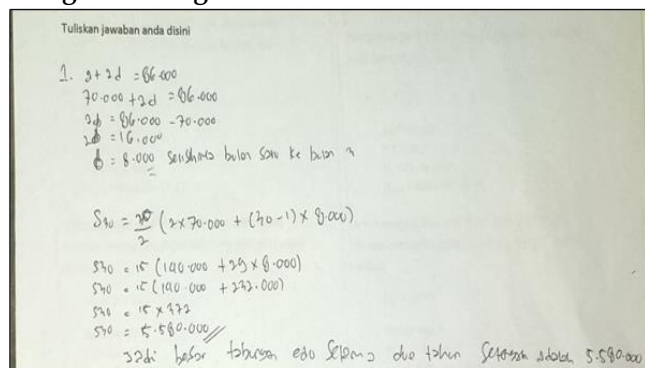 Tuliskan jawaban anda disini
1. a + 2d = 86.000
70.000 + 2d = 86.000
2d = 86.000 - 70.000
2d = 16.000
b = 8.000 selisih bulan satu ke bulan
S30 = 30/2 (2 x 70.000 + (30 - 1) x 8.000)
S30 = 15 (140.000 + 29 x 8.000)
S30 = 15 (140.000 + 232.000)
S30 = 15 x 372
S30 = 5.580.000
Jadi besar tabungan edo selama dua tahun setengah adalah 5.580.000